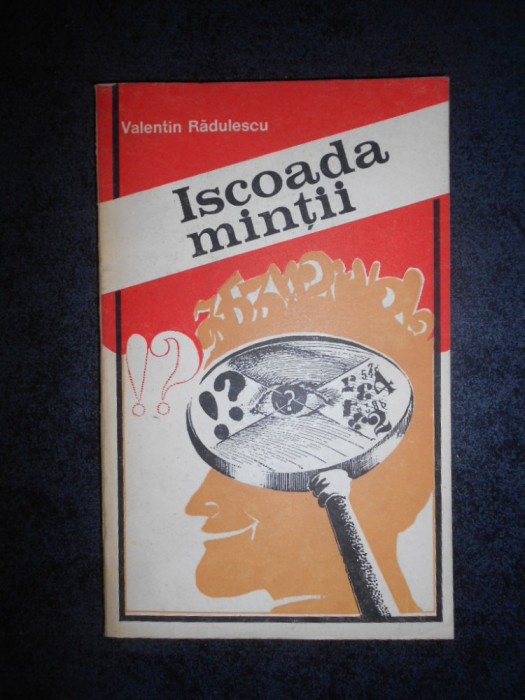 Valentin Rădulescu
Iscoada
minții
!?
!?
?